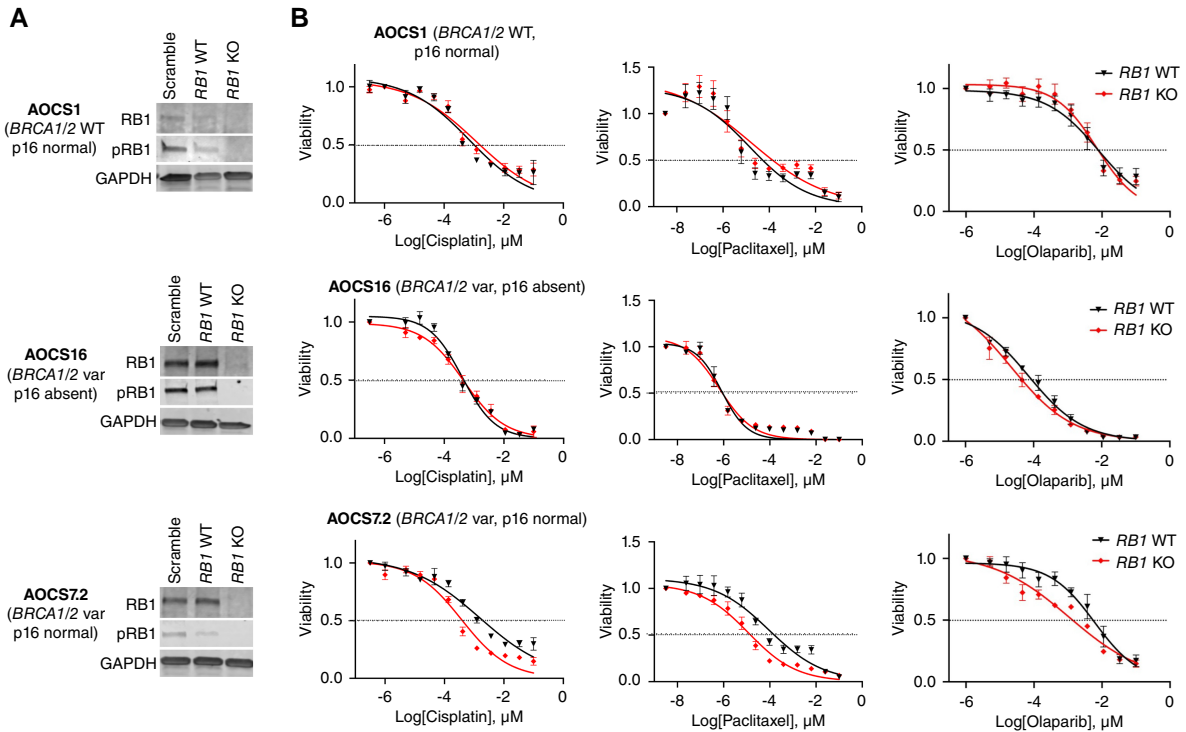 A
Scramble
RB1 WT
RB1 KO
AOCS1
(BRCA1/2 WT
p16 normal)
RB1
pRB1
GAPDH
Scramble
RB1 WT
RB1 KO
AOCS16
(BRCA1/2 var
p16 absent)
RB1
pRB1
GAPDH
Scramble
RB1 WT
RB1 KO
AOCS7.2
(BRCA1/2 var
p16 normal)
RB1
pRB1
GAPDH
B
AOCS1 (BRCA1/2 WT,
p16 normal)
Viability
1.0
0.5
0.0
-6 -4 -2 0
Log[Cisplatin], µM
Viability
1.5
1.0
0.5
0.0
-8 -6 -4 -2 0
Log[Paclitaxel], µM
Viability
1.0
0.5
0.0
-6 -4 -2 0
Log[Olaparib], µM
RB1 WT
RB1 KO
AOCS16 (BRCA1/2 var, p16 absent)
Viability
1.0
0.5
0.0
-6 -4 -2 0
Log[Cisplatin], µM
Viability
1.5
1.0
0.5
0.0
-8 -6 -4 -2 0
Log[Paclitaxel], µM
Viability
1.0
0.5
0.0
-6 -4 -2 0
Log[Olaparib], µM
RB1 WT
RB1 KO
AOCS7.2 (BRCA1/2 var, p16 normal)
Viability
1.0
0.5
0.0
-6 -4 -2 0
Log[Cisplatin], µM
Viability
1.5
1.0
0.5
0.0
-8 -6 -4 -2 0
Log[Paclitaxel], µM
Viability
1.0
0.5
0.0
-6 -4 -2 0
Log[Olaparib], µM
RB1 WT
RB1 KO